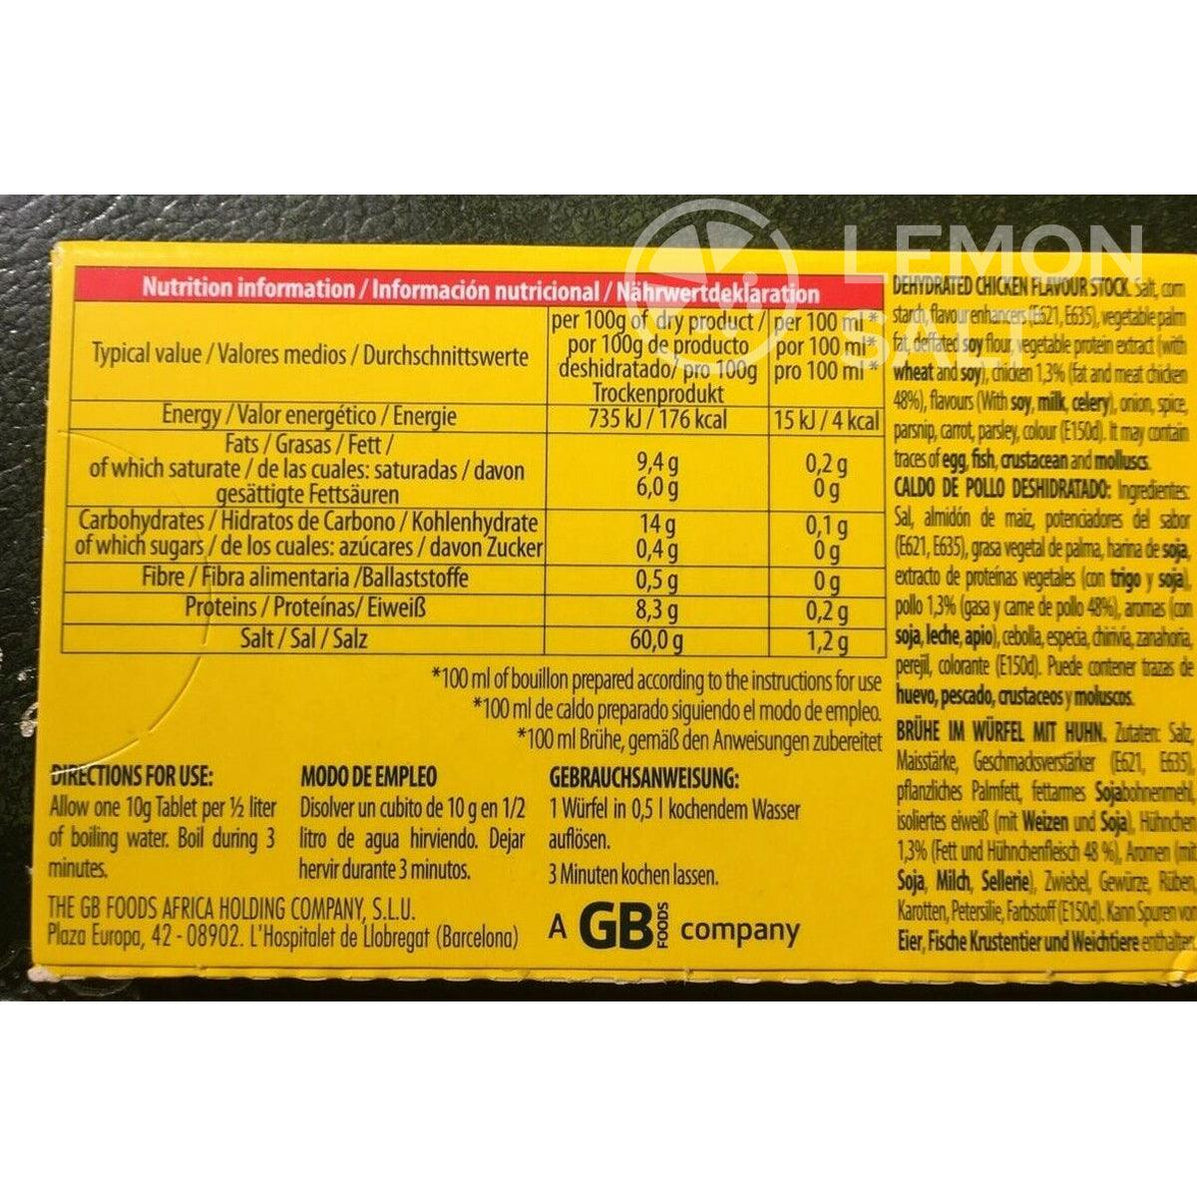 LEMON
SALT
Nutrition information / Información nutricional / Nährwertdeklaration
Typical value / Valores medios / Durchschnittswerte
per 100g of dry product /
por 100g de producto
deshidratado/ pro 100g
Trockenprodukt
per 100 ml *
por 100 ml*
pro 100 ml *
Energy / Valor energético / Energie 735 kJ / 176 kcal 15 kJ / 4 kcal
Fats / Grasas / Fett / 9,4 g 0,2 g
of which saturate / de las cuales: saturadas / davon 6,0 g 0 g
gesättigte Fettsäuren
Carbohydrates / Hidratos de Carbono / Kohlenhydrate 14 g 0,1 g
of which sugars / de los cuales: azúcares / davon Zucker 0,4 g 0 g
Fibre / Fibra alimentaria /Ballaststoffe 0,5 g 0 g
Proteins / Proteínas/ Eiweiß 8,3 g 0,2 g
Salt / Sal / Salz 60,0 g 1,2 g
*100 ml of bouillon prepared according to the instructions for use
*100 ml de caldo preparado siguiendo el modo de empleo.
*100 ml Brühe, gemäß den Anweisungen zubereitet
DIRECTIONS FOR USE:
Allow one 10g Tablet per ½ liter
of boiling water. Boil during 3
minutes.
MODO DE EMPLEO
Disolver un cubito de 10 g en 1/2
litro de agua hirviendo. Dejar
hervir durante 3 minutos.
GEBRAUCHSANWEISUNG:
1 Würfel in 0,5 l kochendem Wasser
auflösen.
3 Minuten kochen lassen.
THE GB FOODS AFRICA HOLDING COMPANY, S.L.U.
Plaza Europa, 42 - 08902. L'Hospitalet de Llobregat (Barcelona)
A GB FOODS company
DEHYDRATED CHICKEN FLAVOUR STOCK. Salt, corn
starch, flavour enhancers (E621, E635), vegetable palm
fat, deffated soy flour, vegetable protein extract (with
wheat and soy), chicken 1,3% (fat and meat chicken
48%), flavours (With soy, milk, celery), onion, spice,
parsnip, carrot, parsley, colour (E150d). It may contain
traces of egg, fish, crustacean and molluscs.
CALDO DE POLLO DESHIDRATADO: Ingredientes:
Sal, almidón de maiz, potenciadores del sabor
(E621, E635), grasa vegetal de palma, harina de soja,
extracto de proteínas vegetales (con trigo y soja),
pollo 1,3% (gasa y carne de pollo 48%), aromas (con
soja, leche, apio), cebolla, especia, chirivía, zanahoria,
perejil, colorante (E150d). Puede contener trazas de
huevo, pescado, crustaceos y moluscos.
BRÜHE IM WÜRFEL MIT HUHN. Zutaten: Salz,
Maisstärke, Geschmacksverstärker (E621, E635),
pflanzliches Palmfett, fettarmes Sojabohnenmehl,
isoliertes eiweiß (mit Weizen und Soja), Hühnchen
1,3% (Fett und Hühnchenfleisch 48 %), Aromen (mit
Soja, Milch, Sellerie), Zwiebel, Gewürze, Rüben,
Karotten, Petersilie, Farbstoff (E150d). Kann Spuren von
Eier, Fische Krustentier und Weichtiere enthalten